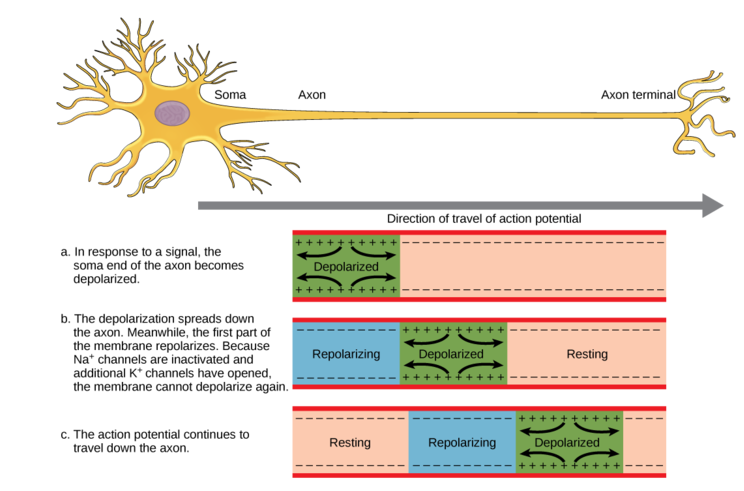 Soma
Axon
Axon terminal
Direction of travel of action potential
a. In response to a signal, the
soma end of the axon becomes
depolarized.
+ + + + + + + + + +
Depolarized
+ + + + + + + + + +
b. The depolarization spreads down
the axon. Meanwhile, the first part of
the membrane repolarizes. Because
Na⁺ channels are inactivated and
additional K⁺ channels have opened,
the membrane cannot depolarize again.
+ + + + + + + + + +
Repolarizing
Depolarized
Resting
+ + + + + + + + + +
c. The action potential continues to
travel down the axon.
+ + + + + + + + + +
Resting
Repolarizing
Depolarized
+ + + + + + + + + +